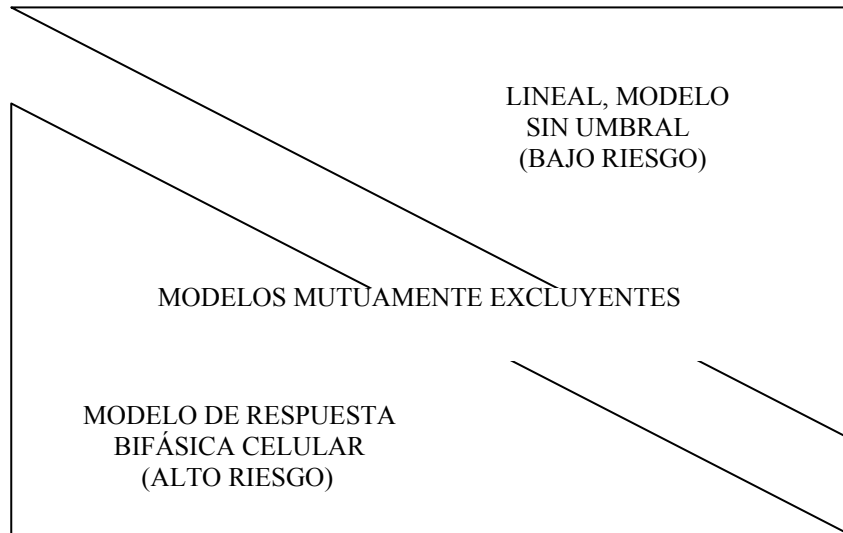 LINEAL, MODELO
SIN UMBRAL
(BAJO RIESGO)
MODELOS MUTUAMENTE EXCLUYENTES
MODELO DE RESPUESTA
BIFÁSICA CELULAR
(ALTO RIESGO)